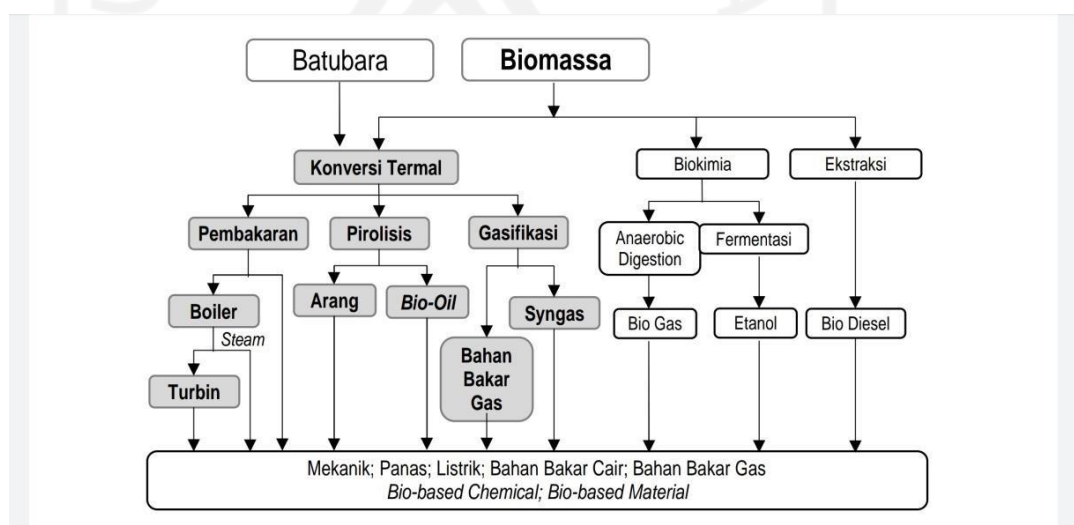 Batubara
Biomassa
Konversi Termal
Biokimia
Ekstraksi
Pembakaran
Pirolisis
Gasifikasi
Anaerobic
Digestion
Fermentasi
Boiler
Arang
Bio-Oil
Syngas
Bio Gas
Etanol
Bio Diesel
Steam
Turbin
Bahan
Bakar
Gas
Mekanik; Panas; Listrik; Bahan Bakar Cair; Bahan Bakar Gas
Bio-based Chemical; Bio-based Material